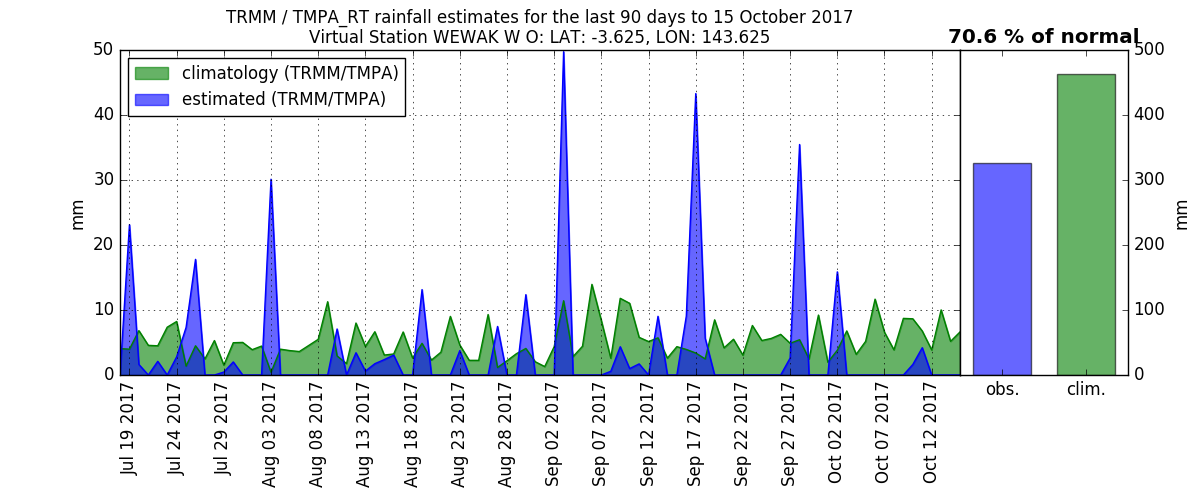 TRMM / TMPA_RT rainfall estimates for the last 90 days to 15 October 2017
Virtual Station WEWAK W O: LAT: -3.625, LON: 143.625
70.6 % of normal
climatology (TRMM/TMPA)
estimated (TRMM/TMPA)
50
40
30
20
10
0
mm
500
400
300
200
100
0
mm
Jul 19 2017
Jul 24 2017
Jul 29 2017
Aug 03 2017
Aug 08 2017
Aug 13 2017
Aug 18 2017
Aug 23 2017
Aug 28 2017
Sep 02 2017
Sep 07 2017
Sep 12 2017
Sep 17 2017
Sep 22 2017
Sep 27 2017
Oct 02 2017
Oct 07 2017
Oct 12 2017
obs.
clim.